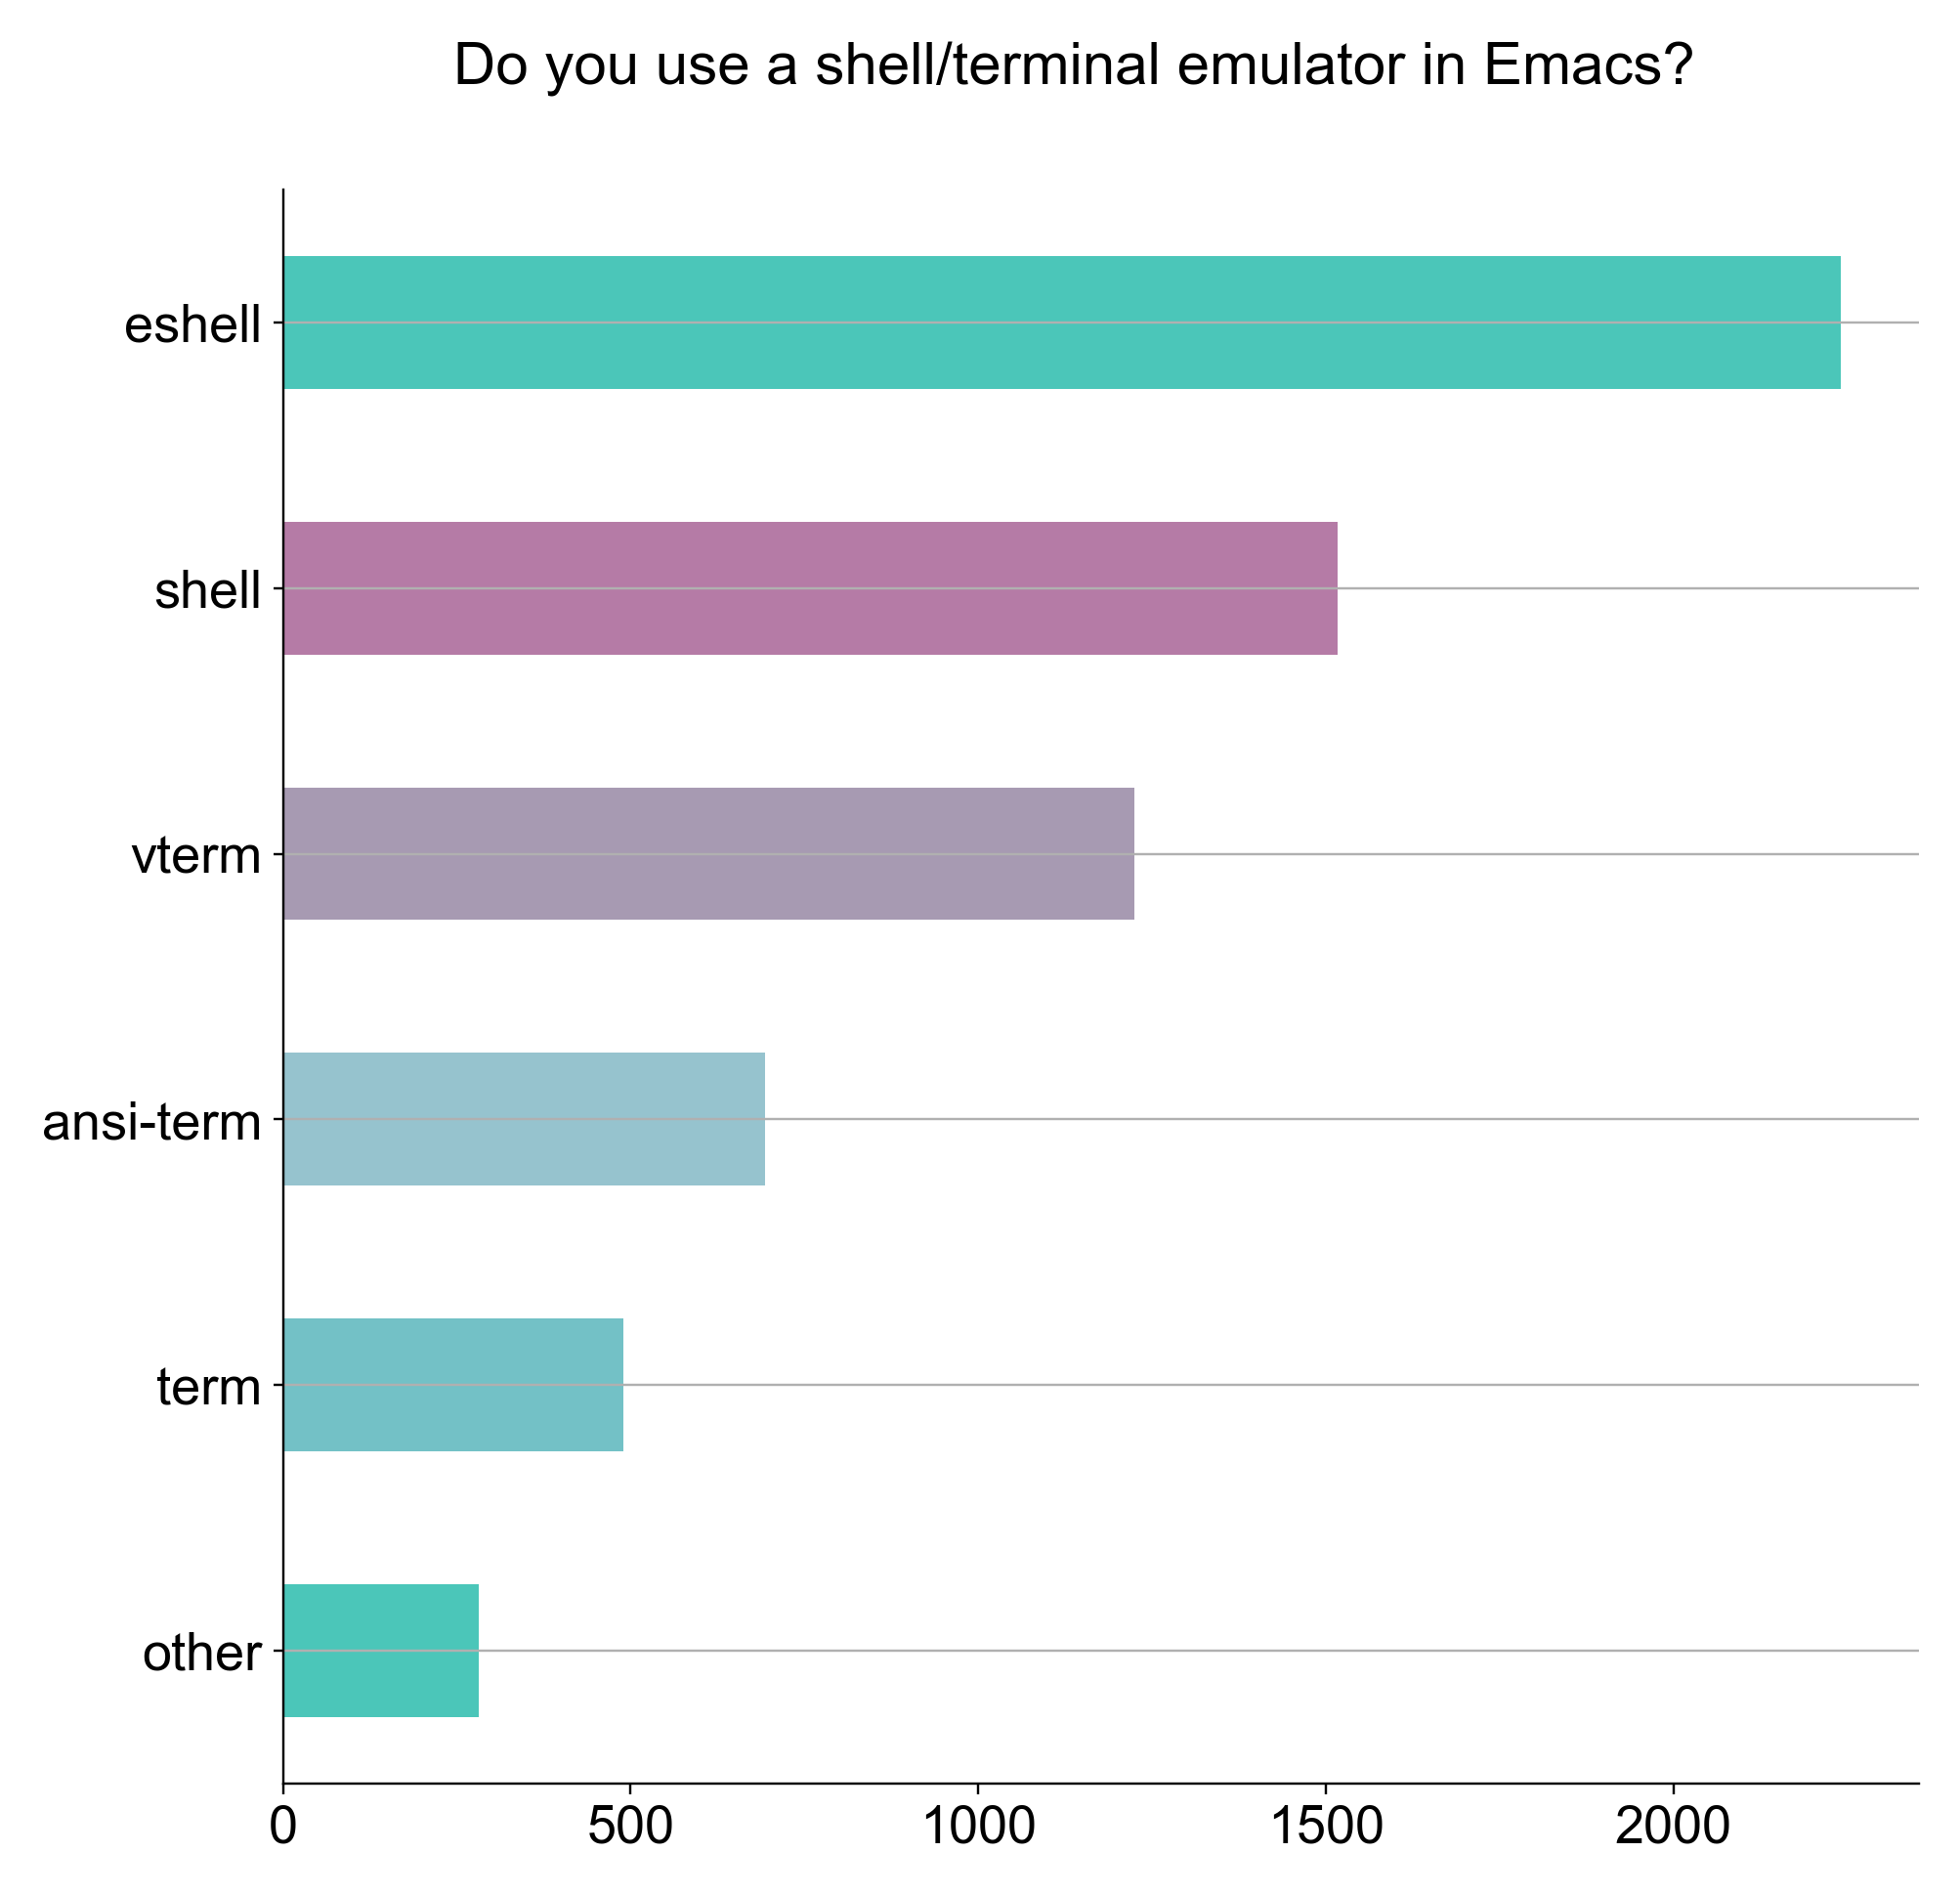 Do you use a shell/terminal emulator in Emacs?
eshell
shell
vterm
ansi-term
term
other
0 500 1000 1500 2000